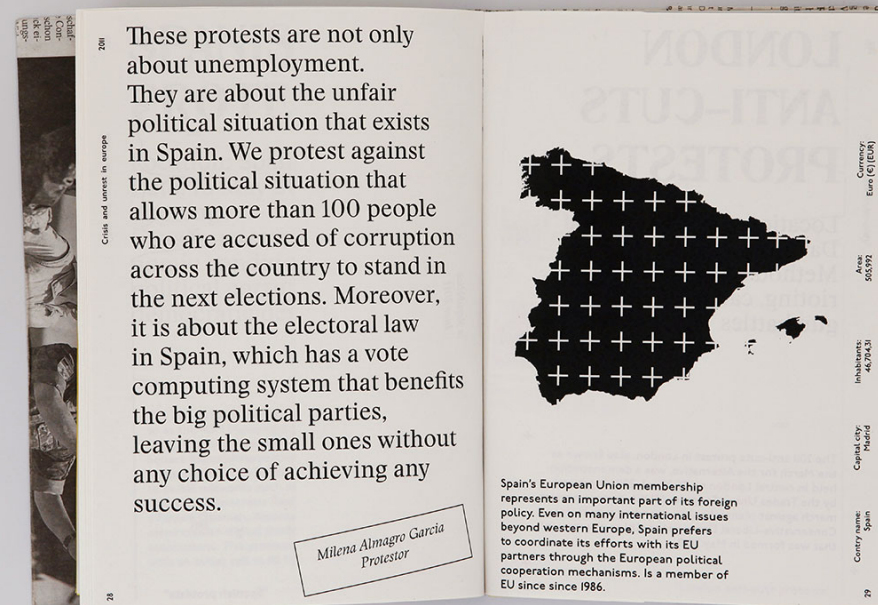 2011
Crisis and unrest in europe
28
These protests are not only
about unemployment.
They are about the unfair
political situation that exists
in Spain. We protest against
the political situation that
allows more than 100 people
who are accused of corruption
across the country to stand in
the next elections. Moreover,
it is about the electoral law
in Spain, which has a vote
computing system that benefits
the big political parties,
leaving the small ones without
any choice of achieving any
success.
Milena Almagro Garcia
Protestor
LONDON
ANTI-CUTS
PROTESTS
Spain's European Union membership
represents an important part of its foreign
policy. Even on many international issues
beyond western Europe, Spain prefers
to coordinate its efforts with its EU
partners through the European political
cooperation mechanisms. Is a member of
EU since since 1986.
Currency:
Euro (€) (EUR)
Area:
505,992
Inhabitants:
46,704,31
Capital city:
Madrid
Contry name:
Spain
29